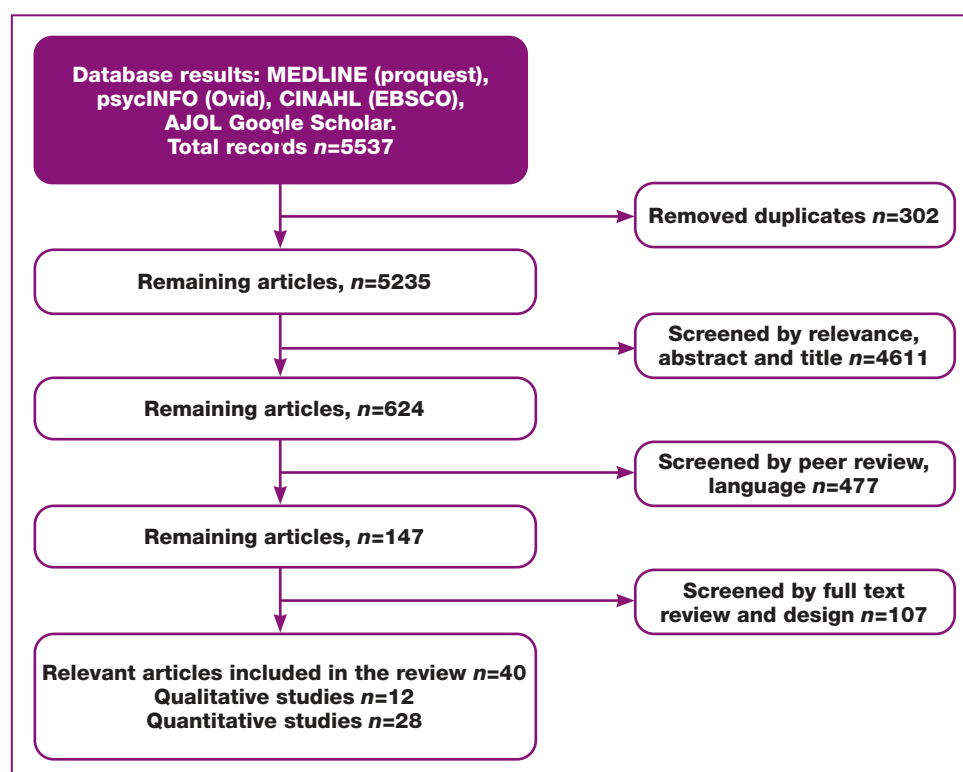 Database results: MEDLINE (proquest),
psycINFO (Ovid), CINAHL (EBSCO),
AJOL Google Scholar.
Total records n=5537
Removed duplicates n=302
Remaining articles, n=5235
Screened by relevance,
abstract and title n=4611
Remaining articles, n=624
Screened by peer review,
language n=477
Remaining articles, n=147
Screened by full text
review and design n=107
Relevant articles included in the review n=40
Qualitative studies n=12
Quantitative studies n=28